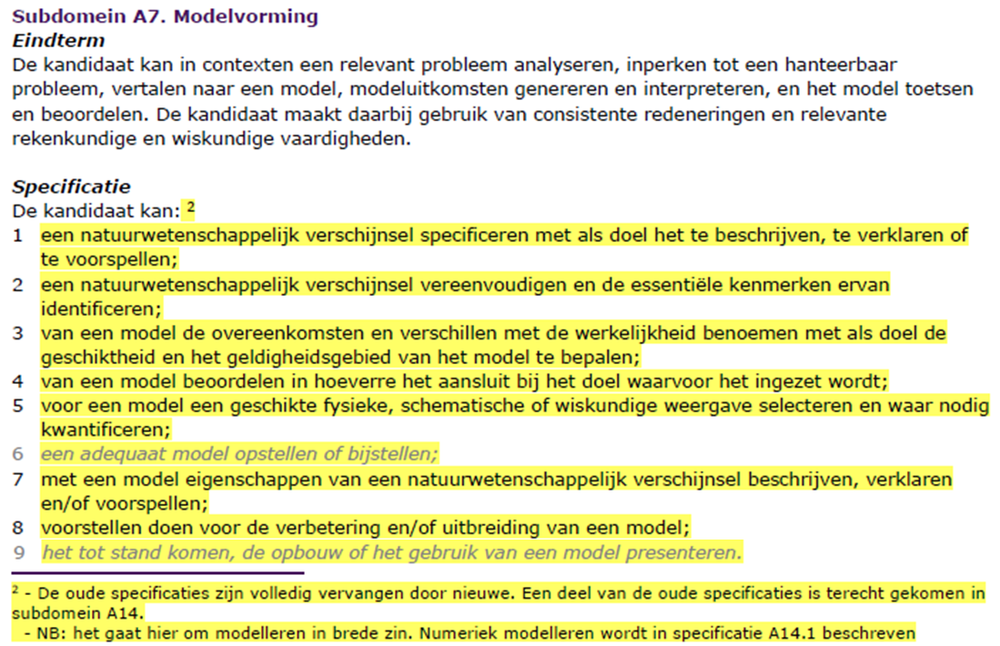 Subdomein A7. Modelvorming
Eindterm
De kandidaat kan in contexten een relevant probleem analyseren, inperken tot een hanteerbaar
probleem, vertalen naar een model, modeluitkomsten genereren en interpreteren, en het model toetsen
en beoordelen. De kandidaat maakt daarbij gebruik van consistente redeneringen en relevante
rekenkundige en wiskundige vaardigheden.
Specificatie
De kandidaat kan: ²
1 een natuurwetenschappelijk verschijnsel specificeren met als doel het te beschrijven, te verklaren of
te voorspellen;
2 een natuurwetenschappelijk verschijnsel vereenvoudigen en de essentiële kenmerken ervan
identificeren;
3 van een model de overeenkomsten en verschillen met de werkelijkheid benoemen met als doel de
geschiktheid en het geldigheidsgebied van het model te bepalen;
4 van een model beoordelen in hoeverre het aansluit bij het doel waarvoor het ingezet wordt;
5 voor een model een geschikte fysieke, schematische of wiskundige weergave selecteren en waar nodig
kwantificeren;
6 een adequaat model opstellen of bijstellen;
7 met een model eigenschappen van een natuurwetenschappelijk verschijnsel beschrijven, verklaren
en/of voorspellen;
8 voorstellen doen voor de verbetering en/of uitbreiding van een model;
9 het tot stand komen, de opbouw of het gebruik van een model presenteren.
² - De oude specificaties zijn volledig vervangen door nieuwe. Een deel van de oude specificaties is terecht gekomen in
subdomein A14.
- NB: het gaat hier om modelleren in brede zin. Numeriek modelleren wordt in specificatie A14.1 beschreven